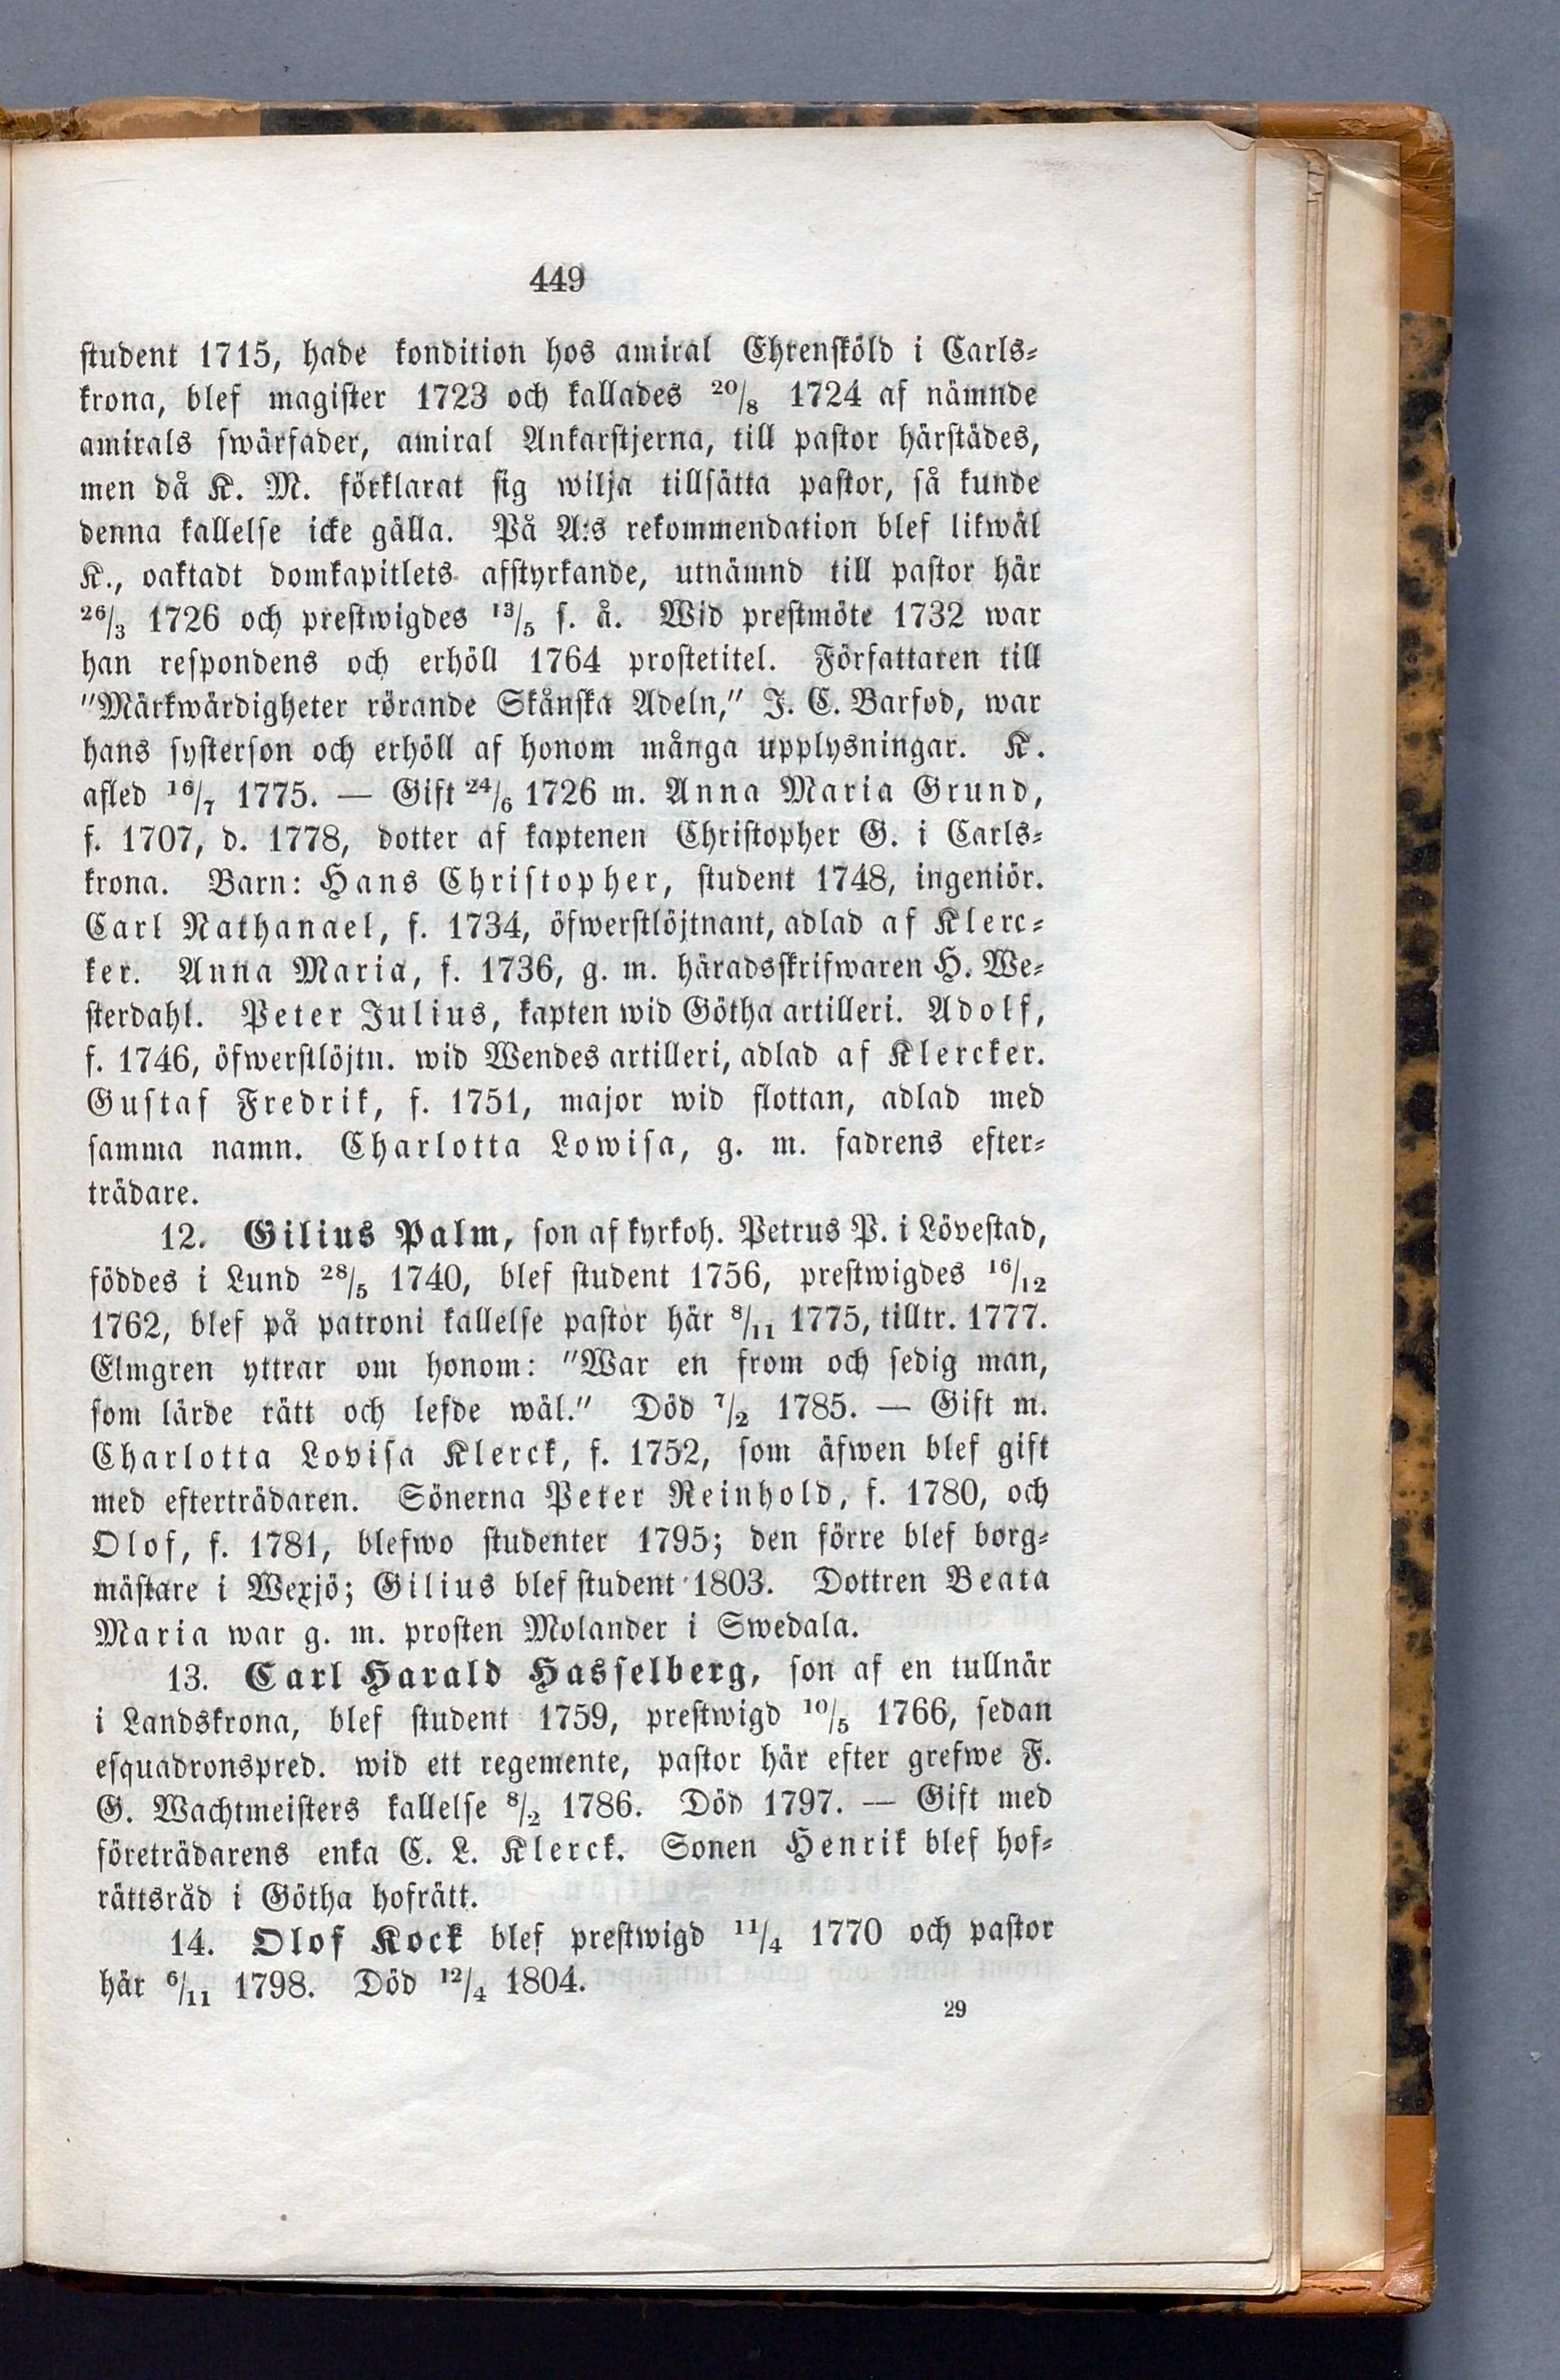 449
student 1715, hade kondition hos amiral Ehrensköld i Carls-
krona, blef magister 1723 och kallades 20/8 1724 af nämnde
amirals swärfader, amiral Ankarstjerna, till pastor härstädes,
men då K. M. förklarat sig wilja tillsätta pastor, så kunde
denna kallelse icke gälla. På A:s rekommendation blef likwäl
K., oaktadt domkapitlets afstyrkande, utnämnd till pastor här
26/3 1726 och prestwigdes 13/5 s. å. Wid prestmöte 1732 war
han respondens och erhöll 1764 prostetitel. Författaren till
"Märkwärdigheter rörande Skånska Adeln," J. C. Barfod, war
hans systerson och erhöll af honom många upplysningar. K.
afled 16/7 1775. — Gift 24/6 1726 m. Anna Maria Grund,
f. 1707, d. 1778, dotter af kaptenen Christopher G. i Carls-
krona. Barn: Hans Christopher, student 1748, ingeniör.
Carl Nathanael, f. 1734, öfwerstlöjtnant, adlad af Klerc-
ker. Anna Maria, f. 1736, g. m. häradsskrifwaren H. We-
sterdahl. Peter Julius, kapten wid Götha artilleri. Adolf,
f. 1746, öfwerstlöjtn. wid Wendes artilleri, adlad af Klercker.
Gustaf Fredrik, f. 1751, major wid flottan, adlad med
samma namn. Charlotta Lowisa, g. m. fadrens efter-
trädare.
12. Gilius Palm, son af kyrkoh. Petrus P. i Lövestad,
föddes i Lund 28/5 1740, blef student 1756, prestwigdes 16/12
1762, blef på patroni kallelse pastor här 8/11 1775, tilltr. 1777.
Elmgren yttrar om honom: "War en from och sedig man,
som lärde rätt och lefde wäl." Död 7/2 1785. — Gift m.
Charlotta Lovisa Klerck, f. 1752, som äfwen blef gift
med efterträdaren. Sönerna Peter Reinhold, f. 1780, och
Olof, f. 1781, blefwo studenter 1795; den förre blef borg-
mästare i Wexjö; Gilius blef student 1803. Dottren Beata
Maria war g. m. prosten Molander i Swedala.
13. Carl Harald Hasselberg, son af en tullnär
i Landskrona, blef student 1759, prestwigd 10/5 1766, sedan
esquadronspred. wid ett regemente, pastor här efter grefwe F.
G. Wachtmeisters kallelse 8/2 1786. Död 1797. — Gift med
företrädarens enka C. L. Klerck. Sonen Henrik blef hof-
rättsråd i Götha hofrätt.
14. Olof Kock blef prestwigd 11/4 1770 och pastor
här 6/11 1798. Död 12/4 1804.
29